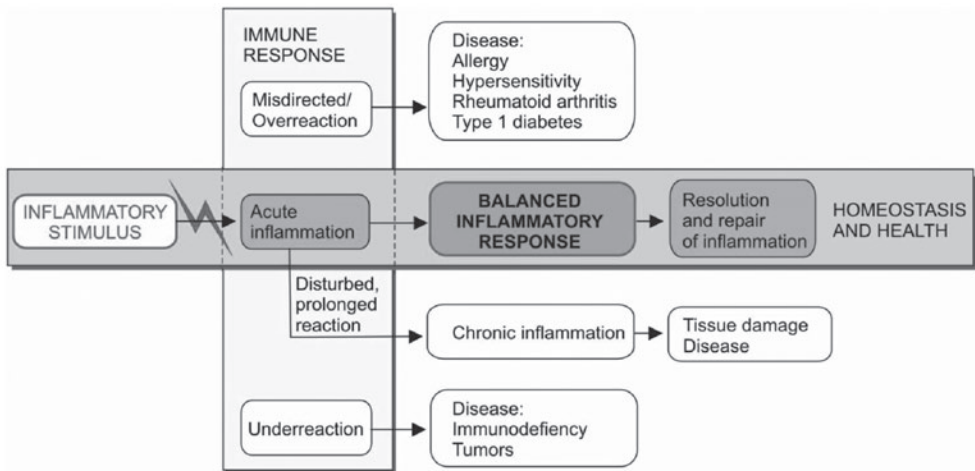 IMMUNE
RESPONSE
Misdirected/
Overreaction
Disease:
Allergy
Hypersensitivity
Rheumatoid arthritis
Type 1 diabetes
INFLAMMATORY
STIMULUS
Acute
inflammation
BALANCED
INFLAMMATORY
RESPONSE
Resolution
and repair
of inflammation
HOMEOSTASIS
AND HEALTH
Disturbed,
prolonged
reaction
Chronic inflammation
Tissue damage
Disease
Underreaction
Disease:
Immunodefiency
Tumors